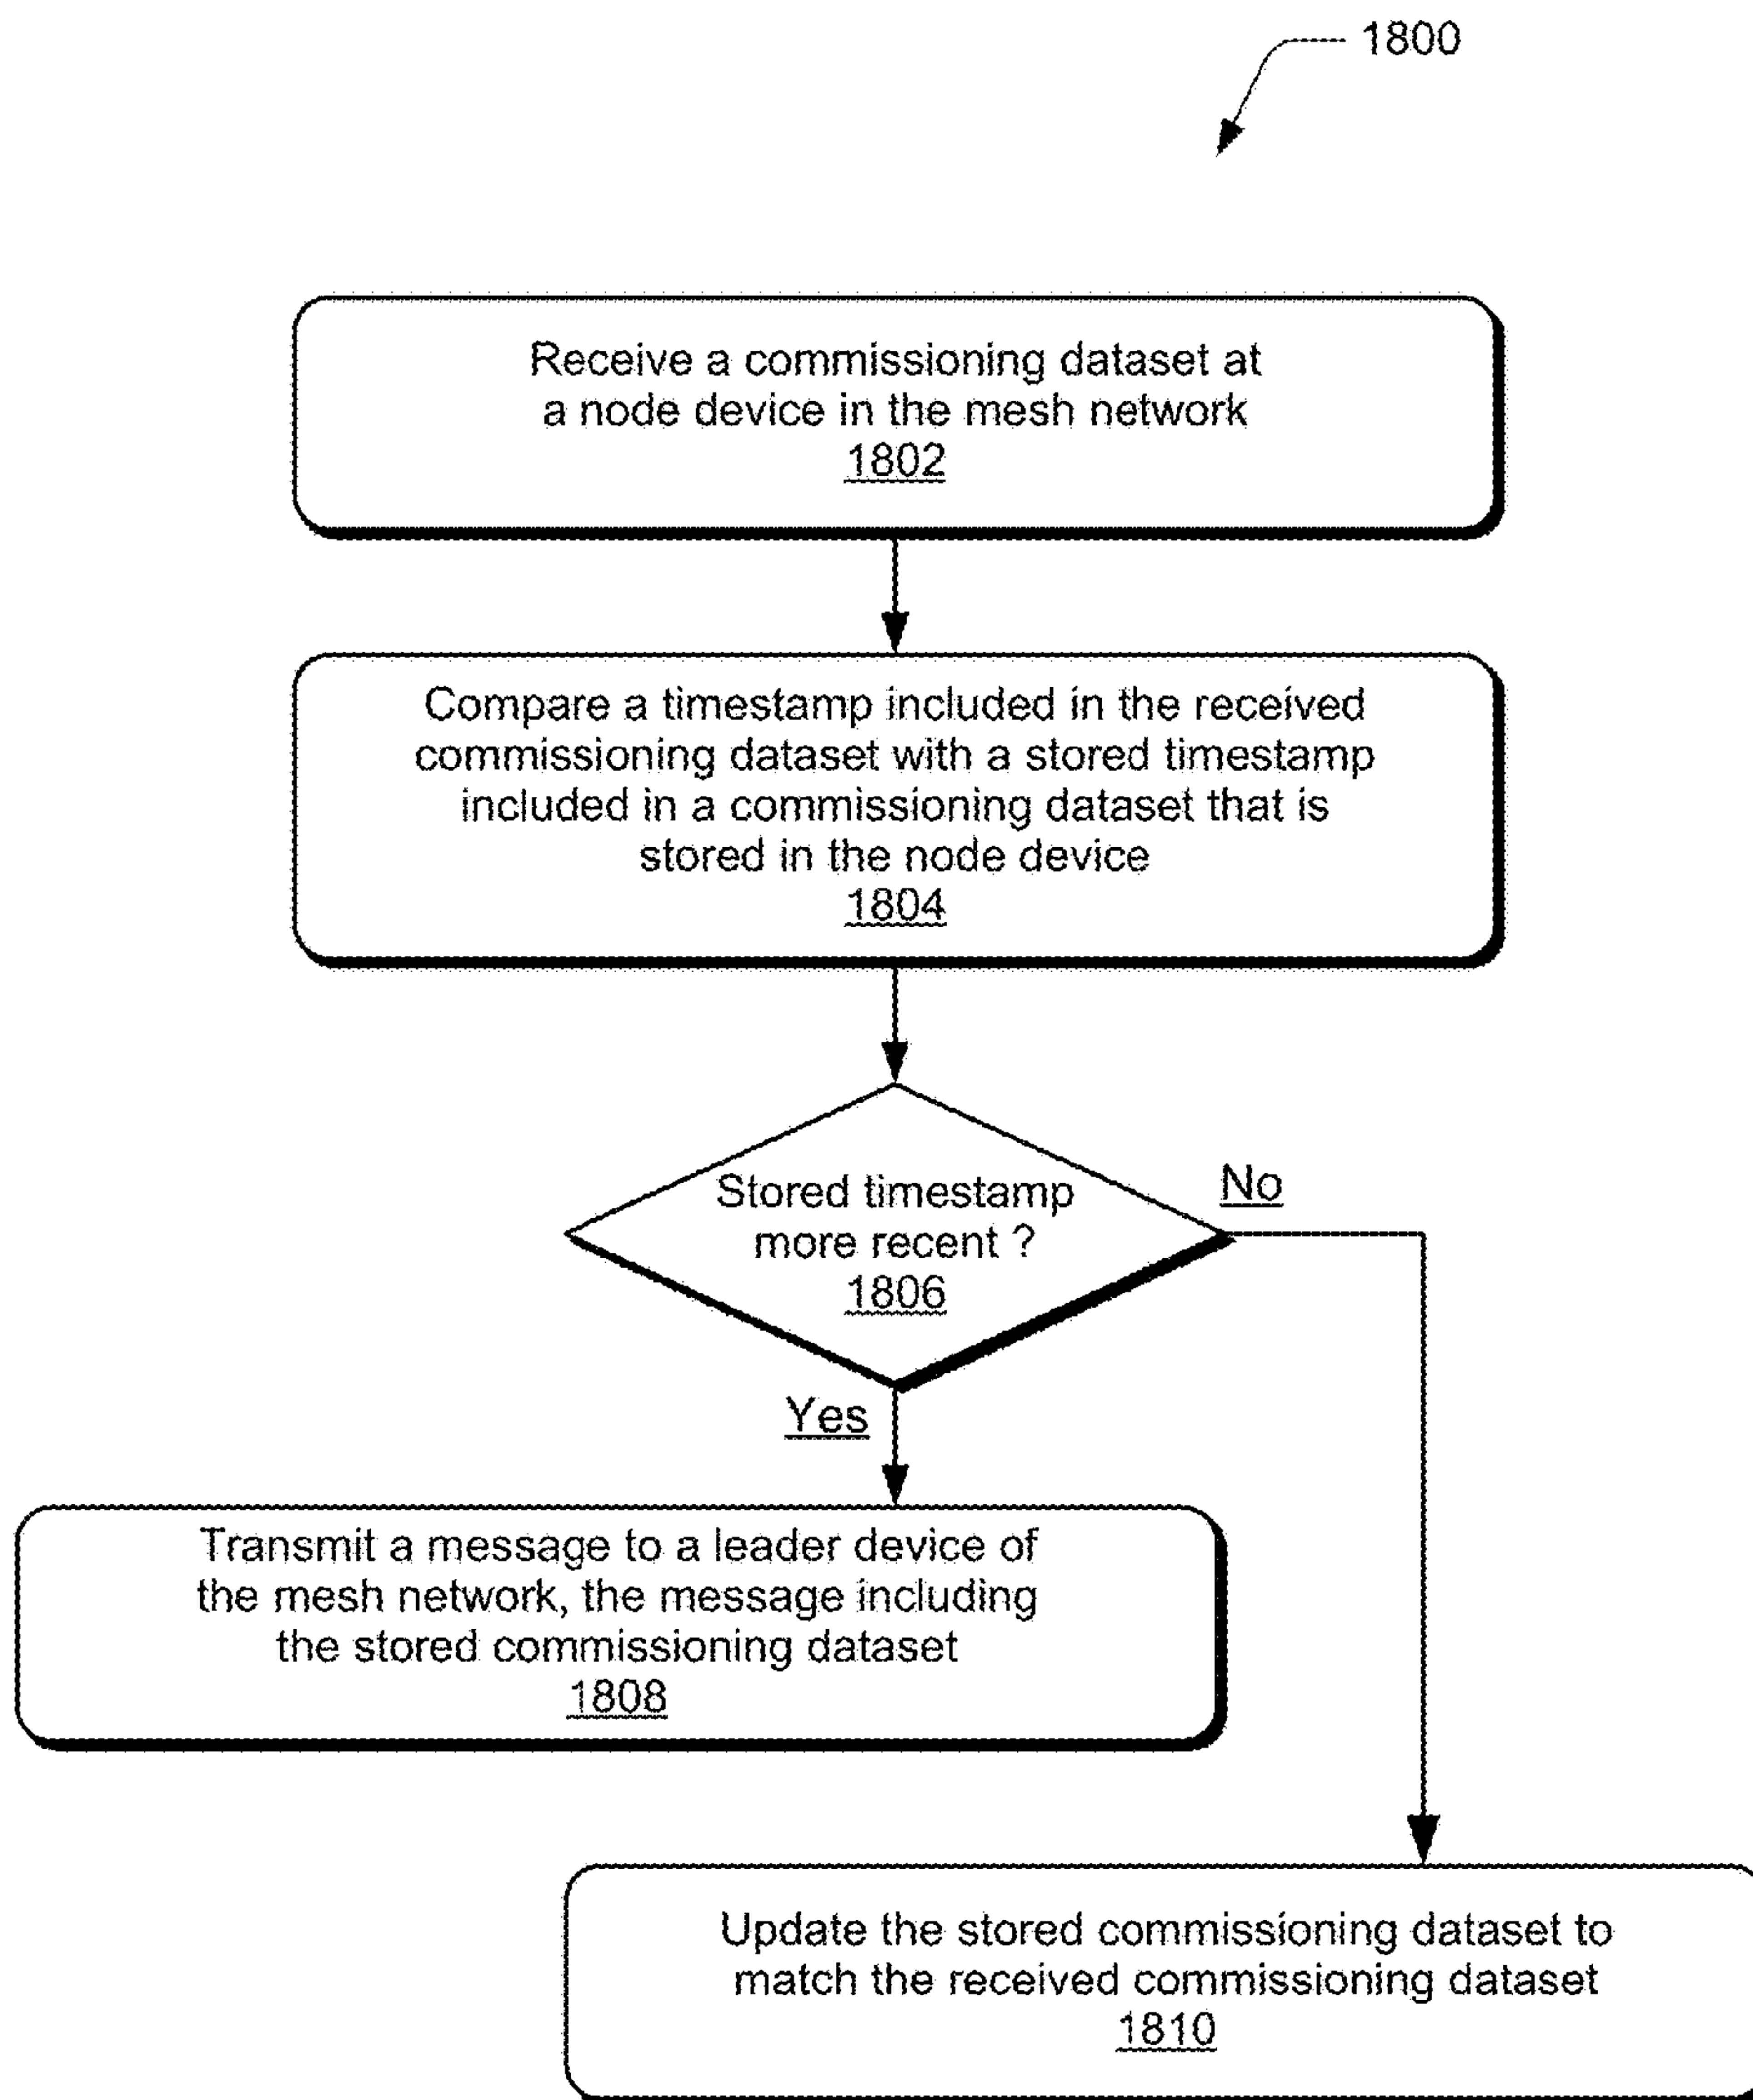 1800
Receive a commissioning dataset at
a node device in the mesh network
1802
Compare a timestamp included in the received
commissioning dataset with a stored timestamp
included in a commissioning dataset that is
stored in the node device
1804
Stored timestamp
more recent ?
1806
No
Yes
Transmit a message to a leader device of
the mesh network, the message including
the stored commissioning dataset
1808
Update the stored commissioning dataset to
match the received commissioning dataset
1810